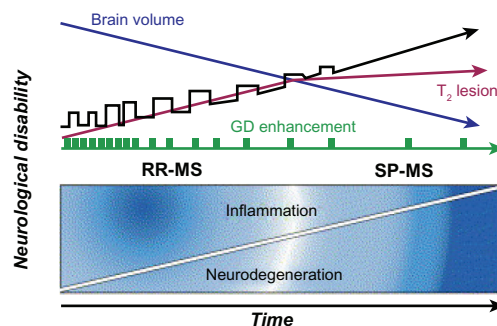 Brain volume
T2 lesion
GD enhancement
RR-MS
SP-MS
Neurological disability
Inflammation
Neurodegeneration
Time